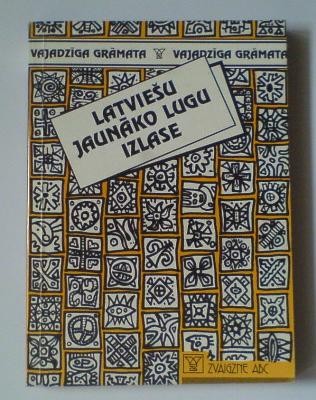 VAJADZĪGA GRĀMATA VAJADZĪGA GRĀMATA
LATVIEŠU
JAUNĀKO LUGU
IZLASE
ZVAIGZNE ABC